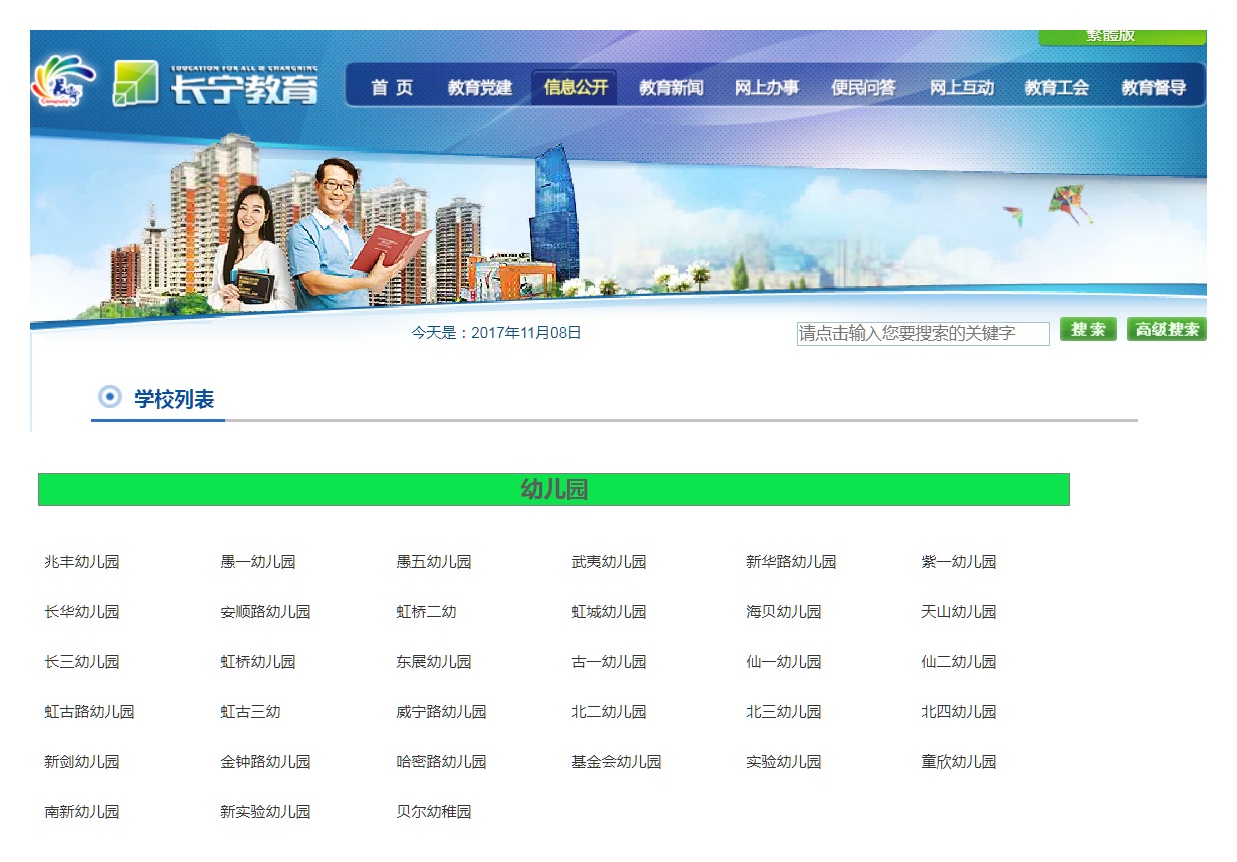 繁體版
EDUCATION FOR ALL IN CHANGNING
长宁教育
首 页 教育党建 信息公开 教育新闻 网上办事 便民问答 网上互动 教育工会 教育督导
今天是：2017年11月08日 请点击输入您要搜索的关键字 搜 索 高级搜索
学校列表
幼儿园
兆丰幼儿园 愚一幼儿园 愚五幼儿园 武夷幼儿园 新华路幼儿园 紫一幼儿园
长华幼儿园 安顺路幼儿园 虹桥二幼 虹城幼儿园 海贝幼儿园 天山幼儿园
长三幼儿园 虹桥幼儿园 东展幼儿园 古一幼儿园 仙一幼儿园 仙二幼儿园
虹古路幼儿园 虹古三幼 威宁路幼儿园 北二幼儿园 北三幼儿园 北四幼儿园
新剑幼儿园 金钟路幼儿园 哈密路幼儿园 基金会幼儿园 实验幼儿园 童欣幼儿园
南新幼儿园 新实验幼儿园 贝尔幼稚园